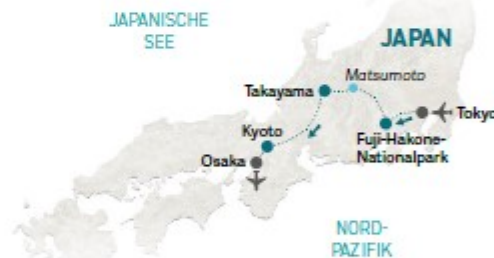 JAPANISCHE
SEE
JAPAN
Matsumoto
Takayama
Tokyo
Kyoto
Fuji-Hakone-
Nationalpark
Osaka
NORD-
PAZIFIK